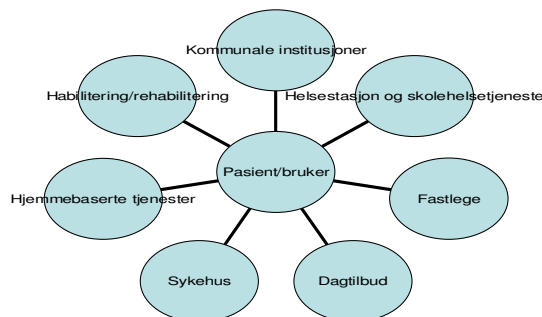 Kommunale institusjoner
Habilitering/rehabilitering
Helsestasjon og skolehelsetjeneste
Pasient/bruker
Hjemmebaserte tjenester
Fastlege
Sykehus
Dagtilbud